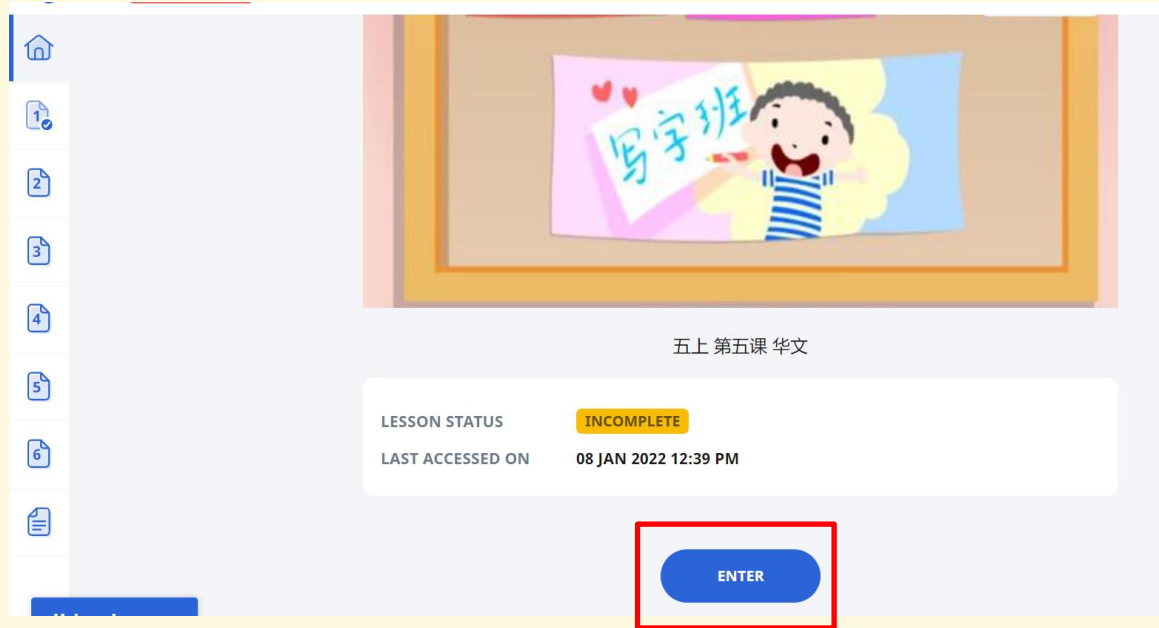 1
2
3
4
5
6
写字班
五上 第五课 华文
LESSON STATUS INCOMPLETE
LAST ACCESSED ON 08 JAN 2022 12:39 PM
ENTER